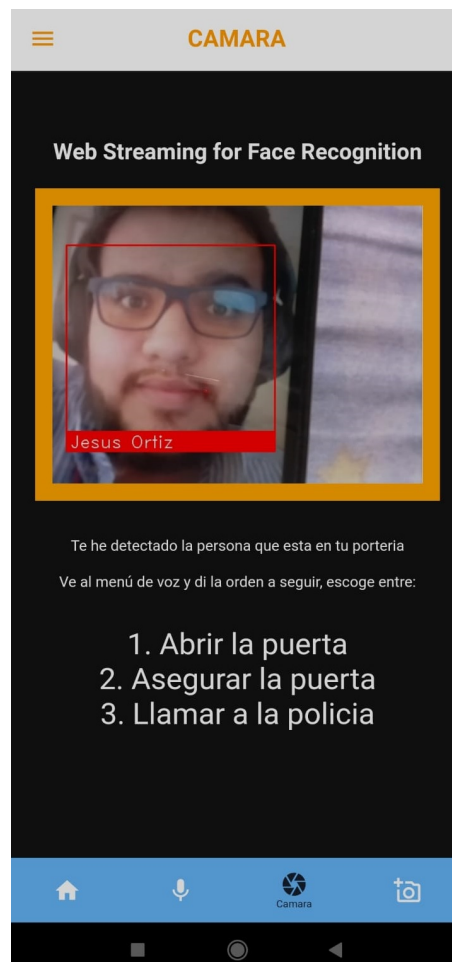 CAMARA
Web Streaming for Face Recognition
Jesus Ortiz
Te he detectado la persona que esta en tu porteria
Ve al menú de voz y di la orden a seguir, escoge entre:
1. Abrir la puerta
2. Asegurar la puerta
3. Llamar a la policia
Camara